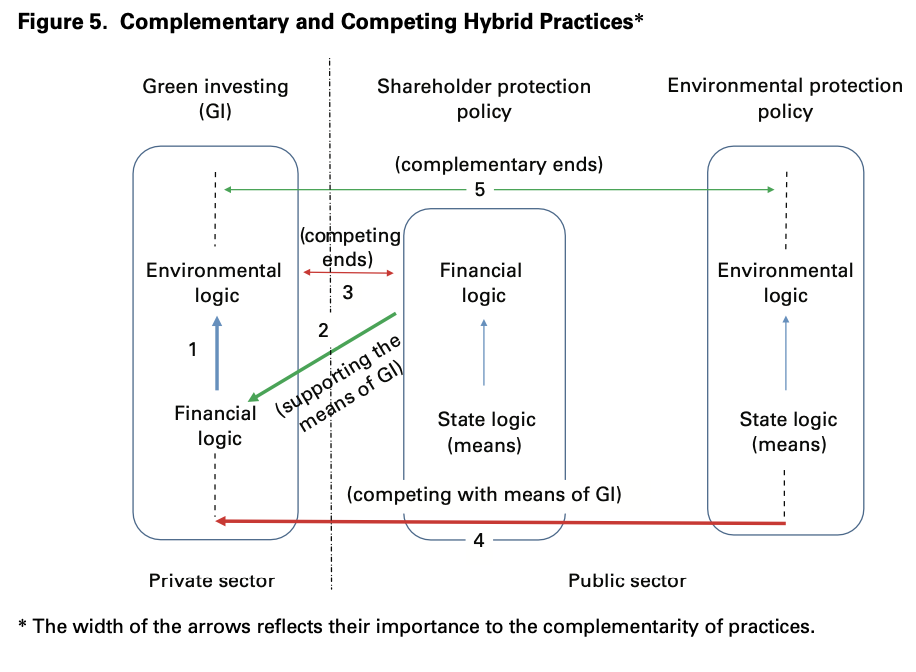 Figure 5.  Complementary and Competing Hybrid Practices*
Green investing
(GI)
Shareholder protection
policy
Environmental protection
policy
(complementary ends)
5
(competing
ends)
3
Environmental
logic
Financial
logic
Environmental
logic
2
1
(supporting the
means of GI)
Financial
logic
State logic
(means)
State logic
(means)
(competing with means of GI)
4
Private sector
Public sector
* The width of the arrows reflects their importance to the complementarity of practices.